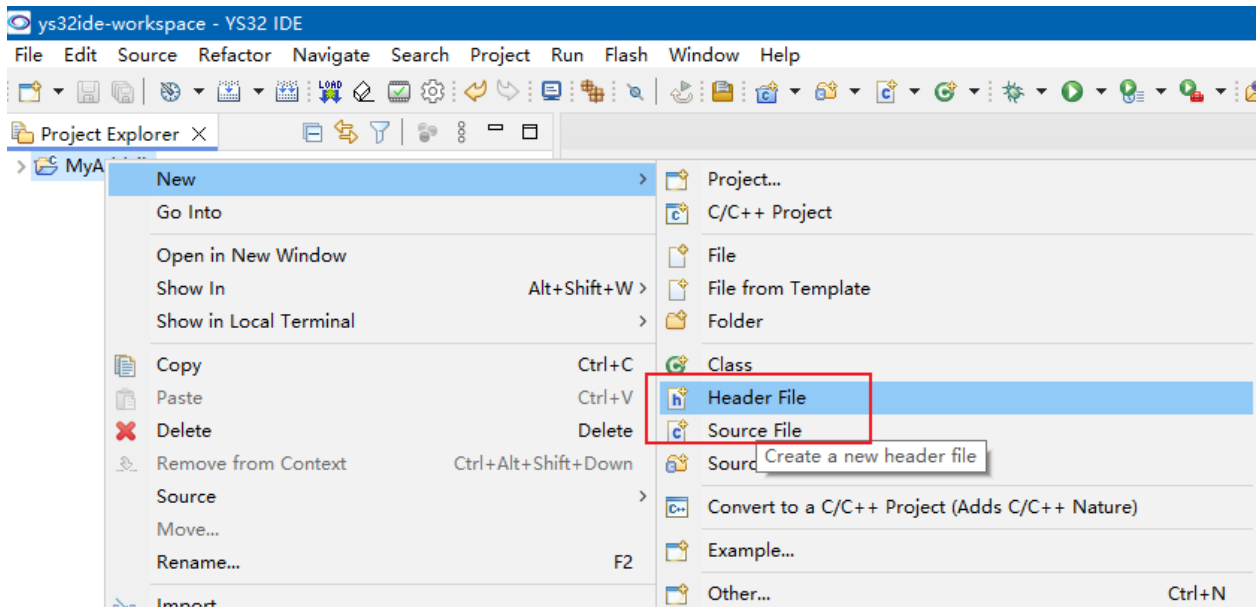 ys32ide-workspace - YS32 IDE
File Edit Source Refactor Navigate Search Project Run Flash Window Help
Project Explorer
New
Go Into
Open in New Window
Show In Alt+Shift+W >
Show in Local Terminal
Copy Ctrl+C
Paste Ctrl+V
Delete Delete
Remove from Context Ctrl+Alt+Shift+Down
Source
Move...
Rename... F2
Import
Project...
C/C++ Project
File
File from Template
Folder
Class
Header File
Source File
Create a new header file
Convert to a C/C++ Project (Adds C/C++ Nature)
Example...
Other... Ctrl+N